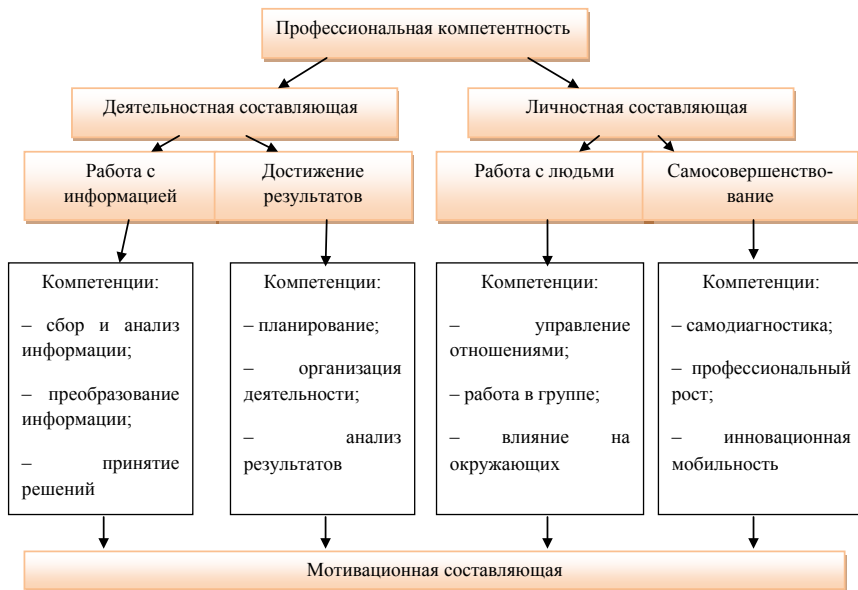 Профессиональная компетентность
Деятельностная составляющая
Личностная составляющая
Работа с
информацией
Достижение
результатов
Работа с людьми
Самосовершенство-
вание
Компетенции:
– сбор и анализ
информации;
– преобразование
информации;
– принятие
решений
Компетенции:
– планирование;
– организация
деятельности;
– анализ
результатов
Компетенции:
– управление
отношениями;
– работа в группе;
– влияние на
окружающих
Компетенции:
– самодиагностика;
– профессиональный
рост;
– инновационная
мобильность
Мотивационная составляющая